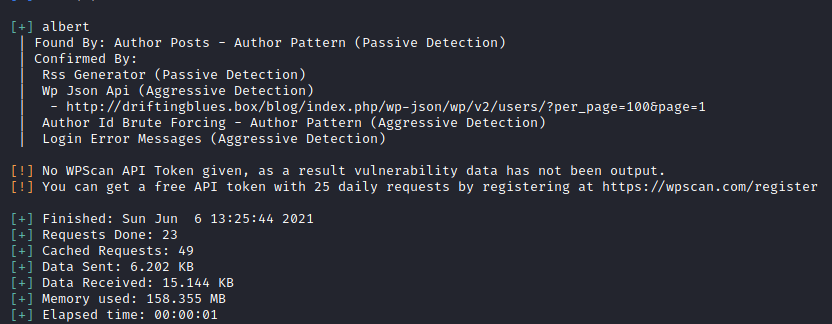 [+] albert
| Found By: Author Posts - Author Pattern (Passive Detection)
| Confirmed By:
|  Rss Generator (Passive Detection)
|  Wp Json Api (Aggressive Detection)
|   - http://driftingblues.box/blog/index.php/wp-json/wp/v2/users/?per_page=100&page=1
|  Author Id Brute Forcing - Author Pattern (Aggressive Detection)
|  Login Error Messages (Aggressive Detection)
[!] No WPScan API Token given, as a result vulnerability data has not been output.
[!] You can get a free API token with 25 daily requests by registering at https://wpscan.com/register
[+] Finished: Sun Jun  6 13:25:44 2021
[+] Requests Done: 23
[+] Cached Requests: 49
[+] Data Sent: 6.202 KB
[+] Data Received: 15.144 KB
[+] Memory used: 158.355 MB
[+] Elapsed time: 00:00:01